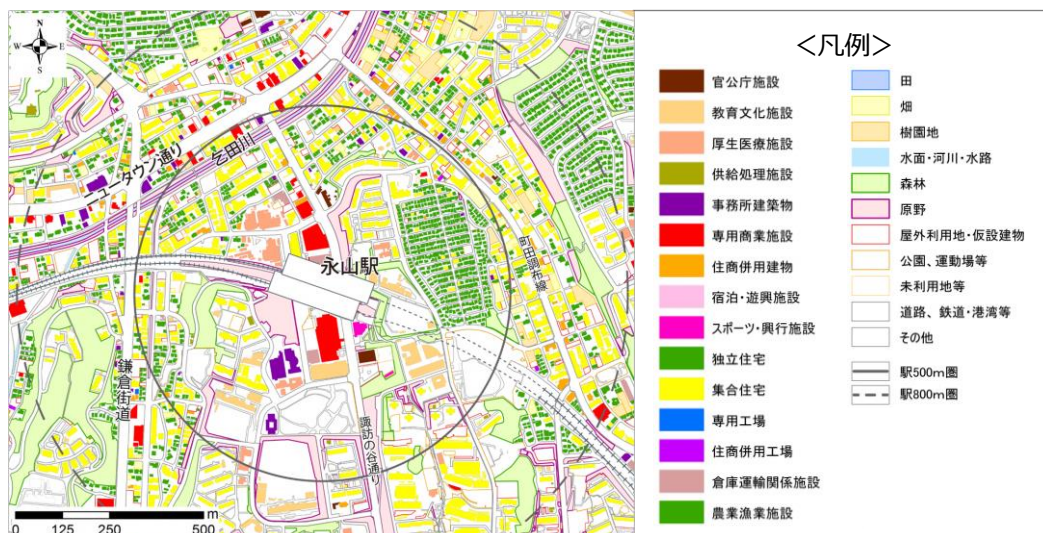 N
W E
S
ニュータウン通り
乞田川
永山駅
町田調布線
鎌倉街道
諏訪の谷通り
0 125 250 500 m
<凡例>
官公庁施設
教育文化施設
厚生医療施設
供給処理施設
事務所建築物
専用商業施設
住商併用建物
宿泊・遊興施設
スポーツ・興行施設
独立住宅
集合住宅
専用工場
住商併用工場
倉庫運輸関係施設
農業漁業施設
田
畑
樹園地
水面・河川・水路
森林
原野
屋外利用地・仮設建物
公園、運動場等
未利用地等
道路、鉄道・港湾等
その他
駅500m圏
駅800m圏